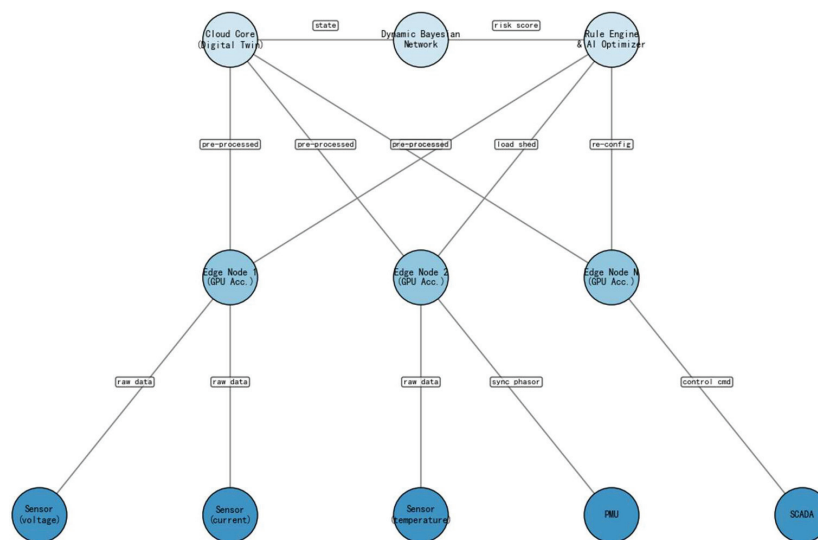 state
risk score
Cloud Core
(Digital Twin)
Dynamic Bayesian
Network
Rule Engine
& AI Optimizer
pre-processed
pre-processed
pre-processed
load shed
re-config
Edge Node 1
(GPU Acc.)
Edge Node 2
(GPU Acc.)
Edge Node N
(GPU Acc.)
raw data
raw data
raw data
sync phasor
control cmd
Sensor
(voltage)
Sensor
(current)
Sensor
(temperature)
PMU
SCADA